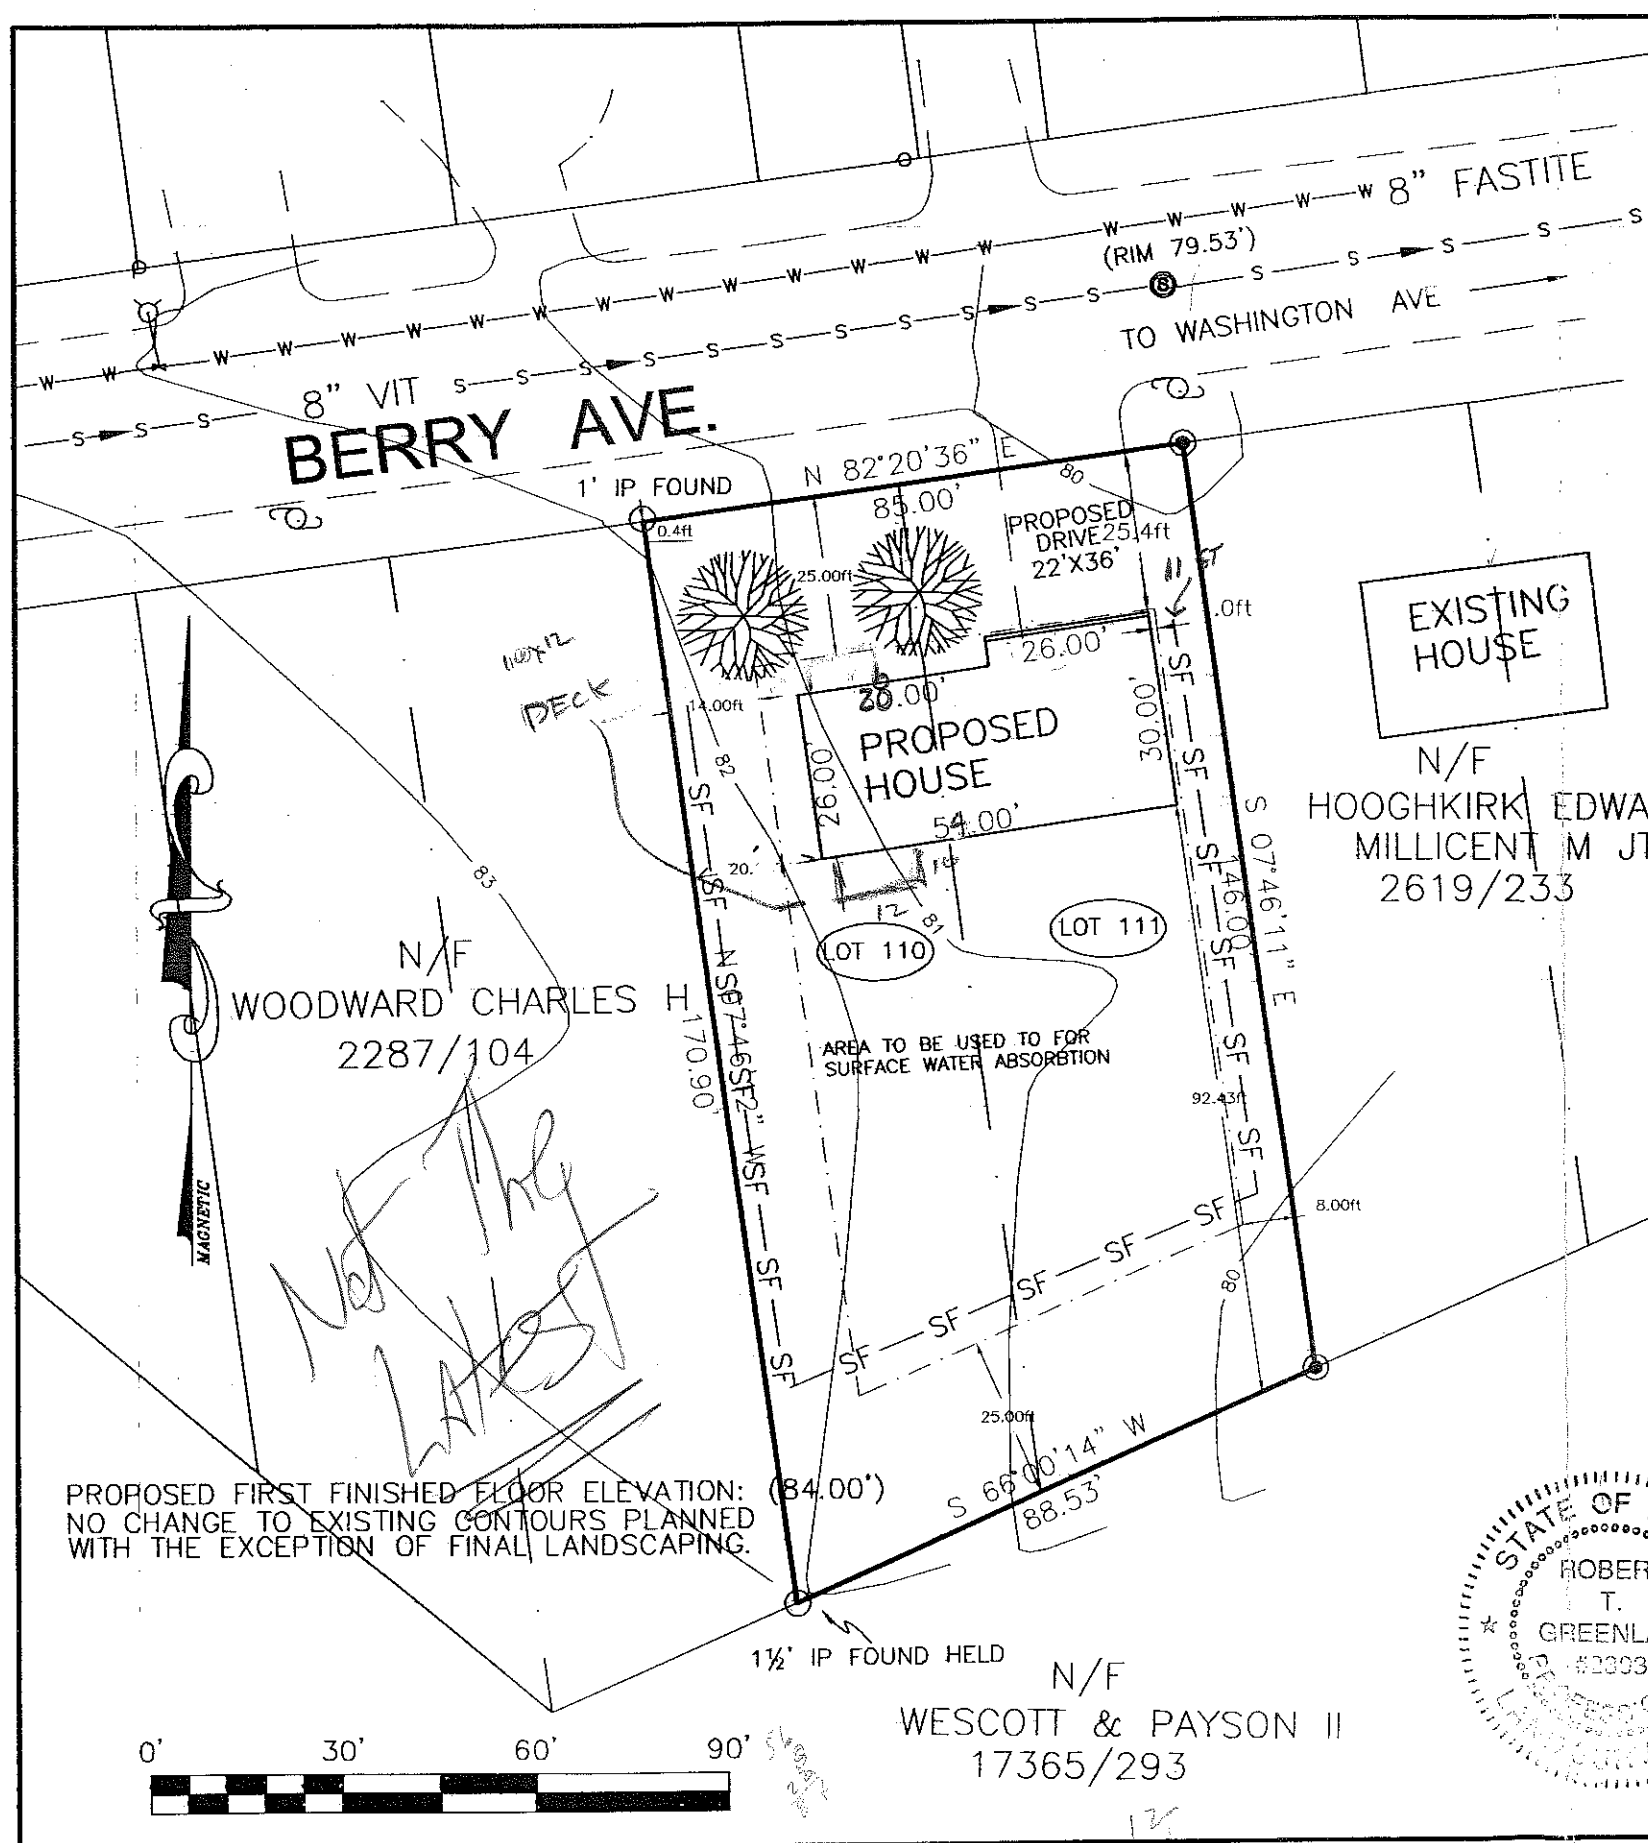 8” FASTITE
(RIM 79.53')
TO WASHINGTON AVE
8” VIT
BERRY AVE.
1' IP FOUND
N 82°20'36” E
85.00'
80
0.4ft
25.00ft
PROPOSED
DRIVE
22'X36'
25.4ft
11 FT
.0ft
EXISTING
HOUSE
26.00'
DECK
14.00ft
.00'
PROPOSED
HOUSE
26.00'
30.00'
54.00'
82
83
81
20.'
12
LOT 110
LOT 111
N/F
HOOGHKIRK EDWA
MILLICENT M JT
2619/233
S 07°46'11” E
146.00'
N/F
WOODWARD CHARLES H
2287/104
170.90'
AREA TO BE USED TO FOR
SURFACE WATER ABSORBTION
92.43ft
8.00ft
80
MAGNETIC
Not The
LATEST
25.00ft
S 66°00'14” W
88.53'
PROPOSED FIRST FINISHED FLOOR ELEVATION: (84.00')
NO CHANGE TO EXISTING CONTOURS PLANNED
WITH THE EXCEPTION OF FINAL LANDSCAPING.
1½' IP FOUND HELD
N/F
WESCOTT & PAYSON II
17365/293
STATE OF
ROBER
T.
GREENLA
0' 30' 60' 90'